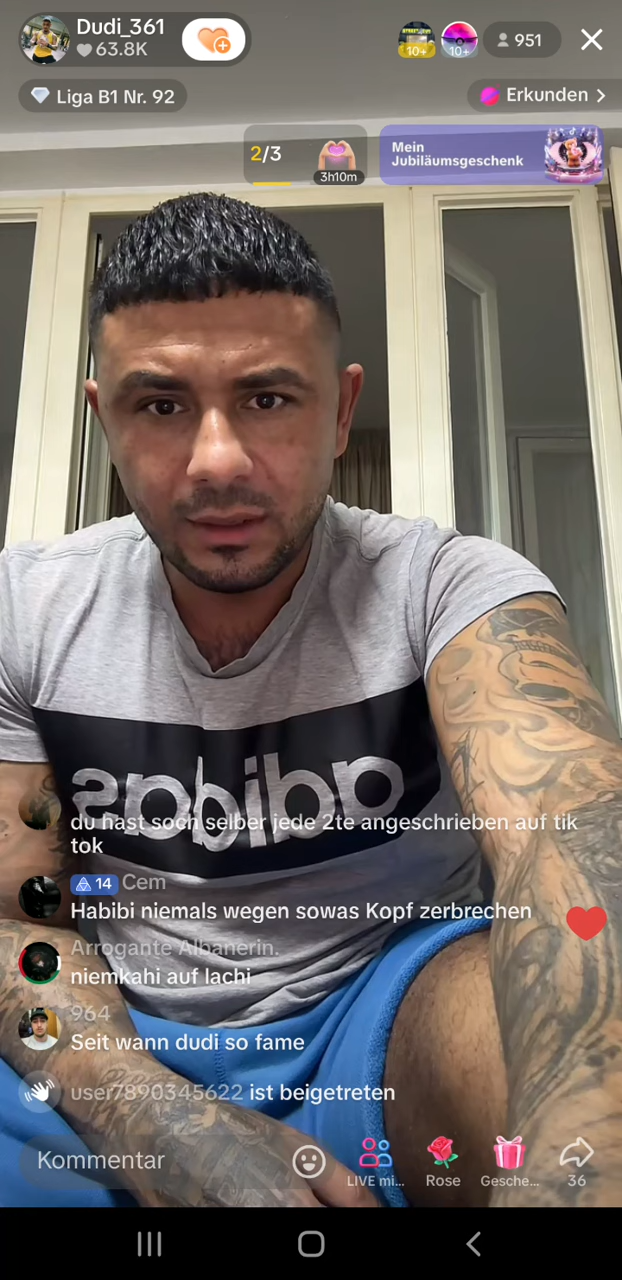 Dudi_361
63.8K
10+
10+
951
Liga B1 Nr. 92
Erkunden
2/3
3h10m
Mein
Jubiläumsgeschenk
adidas
du hast soch selber jede 2te angeschrieben auf tik
tok
14 Cem
Habibi niemals wegen sowas Kopf zerbrechen
Arrogante Albanerin.
niemkahi auf lachi
964
Seit wann dudi so fame
user7890345622 ist beigetreten
Kommentar
LIVE mi...
Rose
Gesche...
36